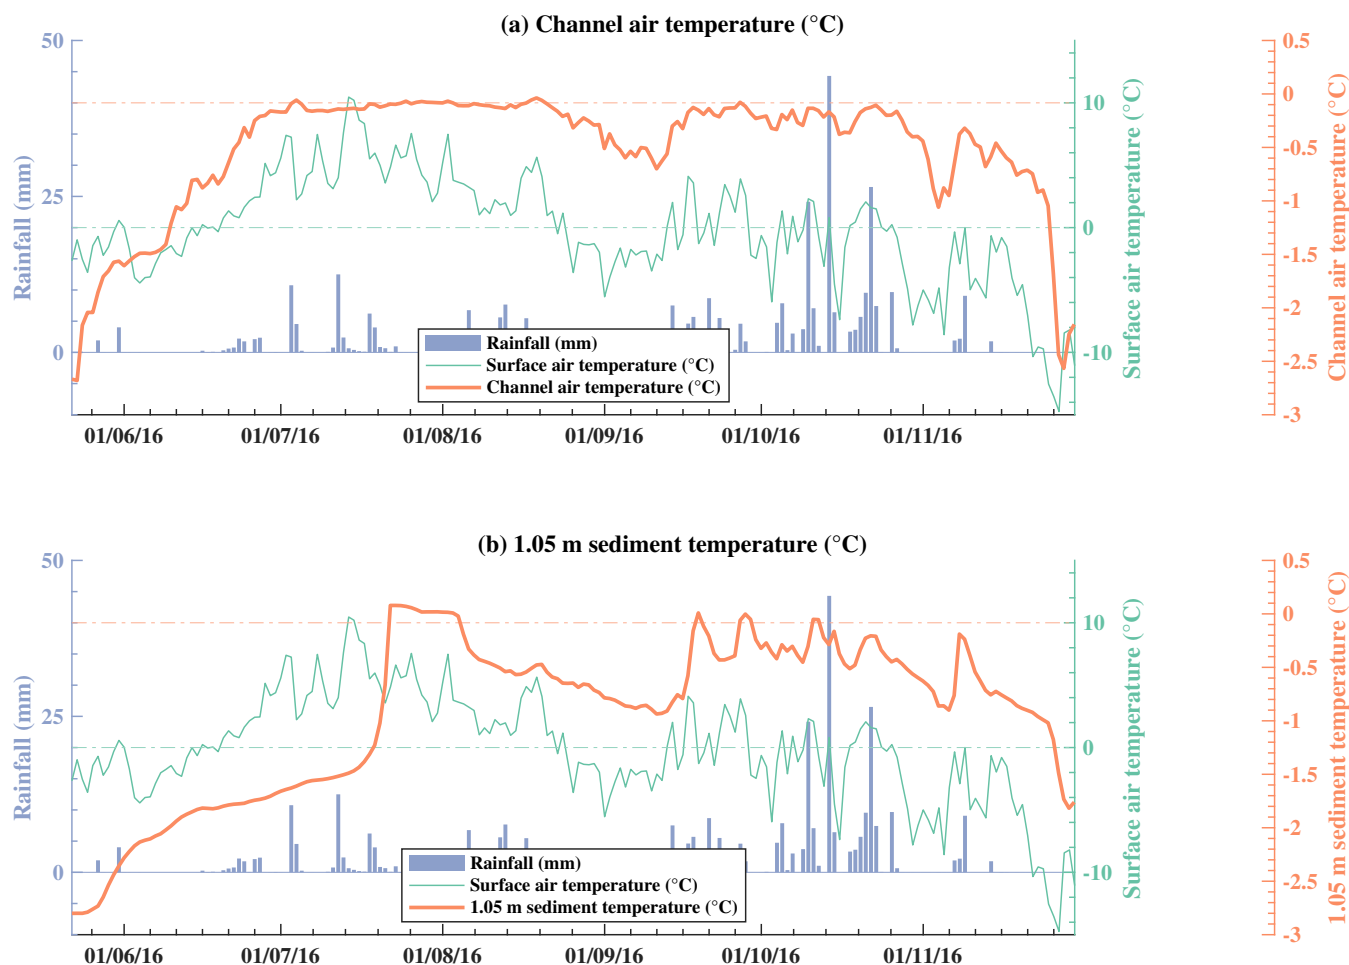 (a) Channel air temperature (°C)
50
25
0
Rainfall (mm)
10
0
-10
Surface air temperature (°C)
0.5
0
-0.5
-1
-1.5
-2
-2.5
-3
Channel air temperature (°C)
Rainfall (mm)
Surface air temperature (°C)
Channel air temperature (°C)
01/06/16 01/07/16 01/08/16 01/09/16 01/10/16 01/11/16
(b) 1.05 m sediment temperature (°C)
50
25
0
Rainfall (mm)
10
0
-10
Surface air temperature (°C)
0.5
0
-0.5
-1
-1.5
-2
-2.5
-3
1.05 m sediment temperature (°C)
Rainfall (mm)
Surface air temperature (°C)
1.05 m sediment temperature (°C)
01/06/16 01/07/16 01/08/16 01/09/16 01/10/16 01/11/16